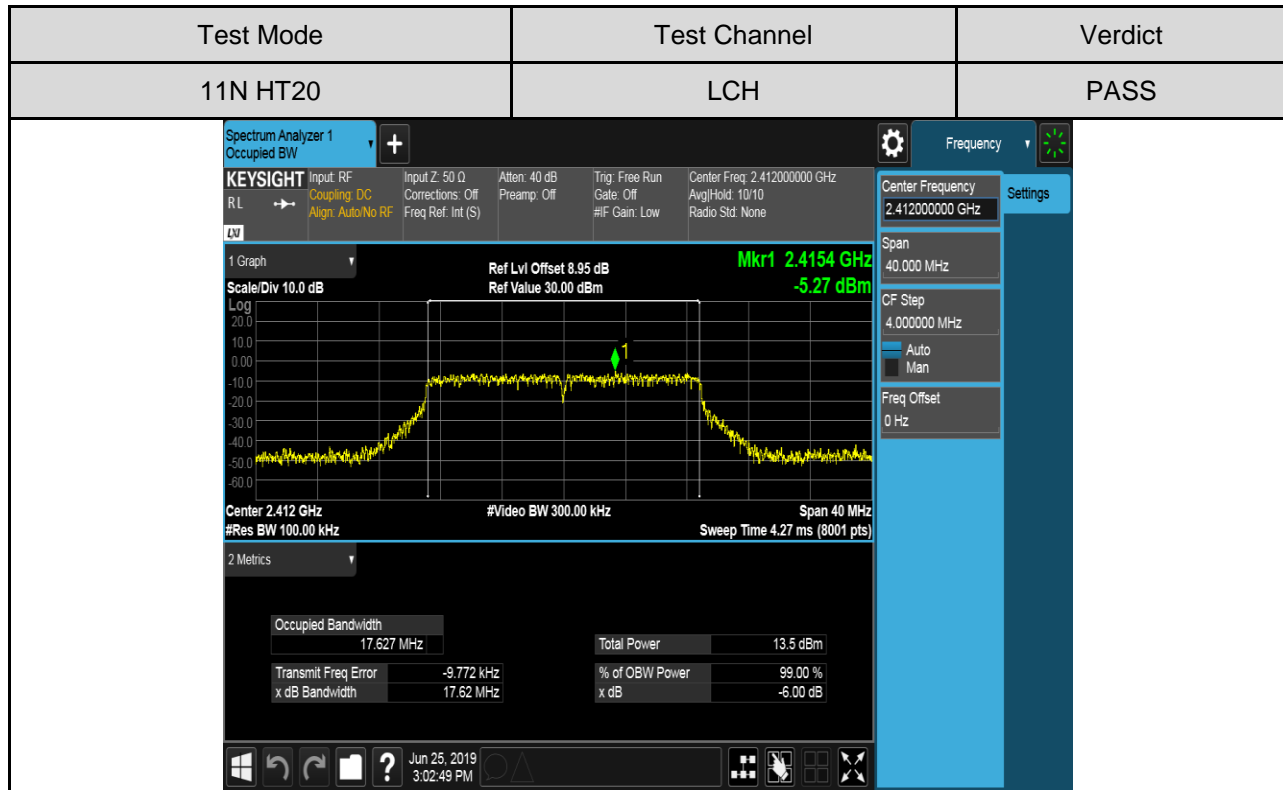 Test Mode Test Channel Verdict
11N HT20 LCH PASS
Spectrum Analyzer 1
Occupied BW
+
Frequency
KEYSIGHT Input: RF Input Z: 50 Ω Atten: 40 dB Trig: Free Run Center Freq: 2.412000000 GHz
RL Coupling: DC Corrections: Off Preamp: Off Gate: Off Avg|Hold: 10/10
Align: Auto/No RF Freq Ref: Int (S) #IF Gain: Low Radio Std: None
LXI
Center Frequency
2.412000000 GHz
Settings
Span
40.000 MHz
CF Step
4.000000 MHz
Auto
Man
Freq Offset
0 Hz
1 Graph Ref Lvl Offset 8.95 dB Mkr1 2.4154 GHz
Scale/Div 10.0 dB Ref Value 30.00 dBm -5.27 dBm
Log
20.0
10.0
0.00
-10.0
-20.0
-30.0
-40.0
-50.0
-60.0
1
Center 2.412 GHz #Video BW 300.00 kHz Span 40 MHz
#Res BW 100.00 kHz Sweep Time 4.27 ms (8001 pts)
2 Metrics
Occupied Bandwidth
17.627 MHz Total Power 13.5 dBm
Transmit Freq Error -9.772 kHz % of OBW Power 99.00 %
x dB Bandwidth 17.62 MHz x dB -6.00 dB
? Jun 25, 2019
3:02:49 PM